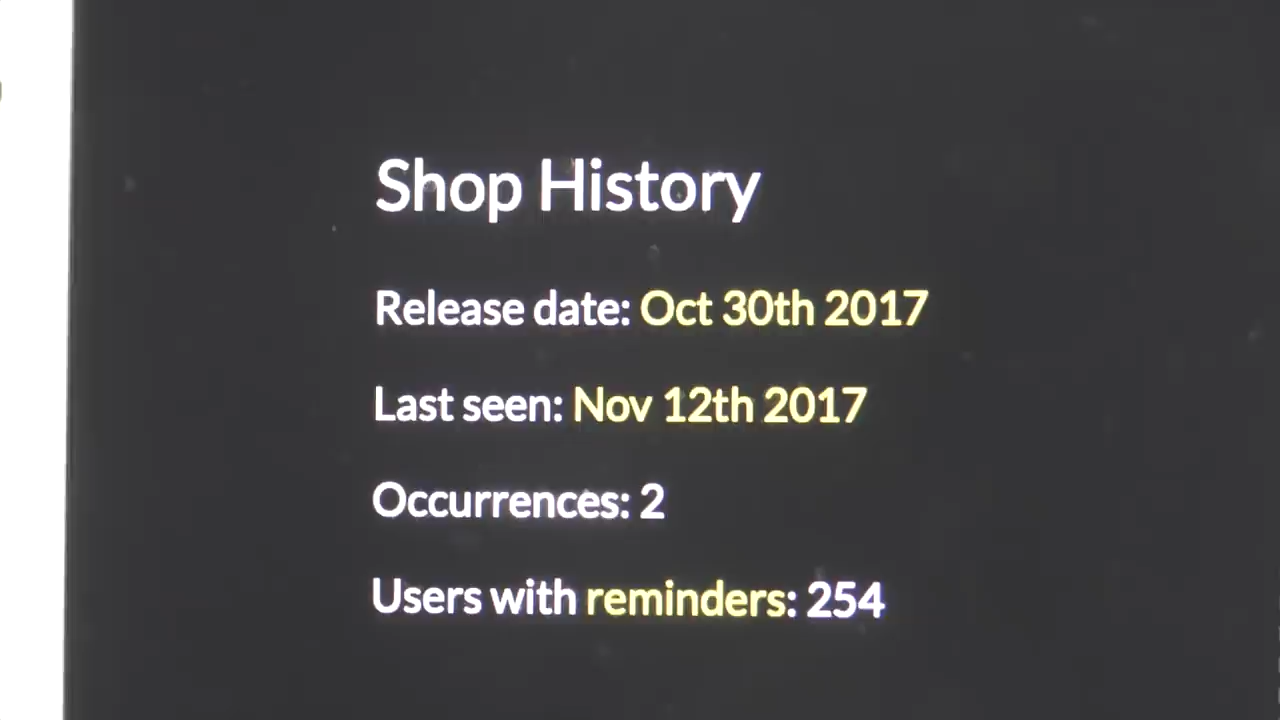 Shop History
Release date: Oct 30th 2017
Last seen: Nov 12th 2017
Occurrences: 2
Users with reminders: 254